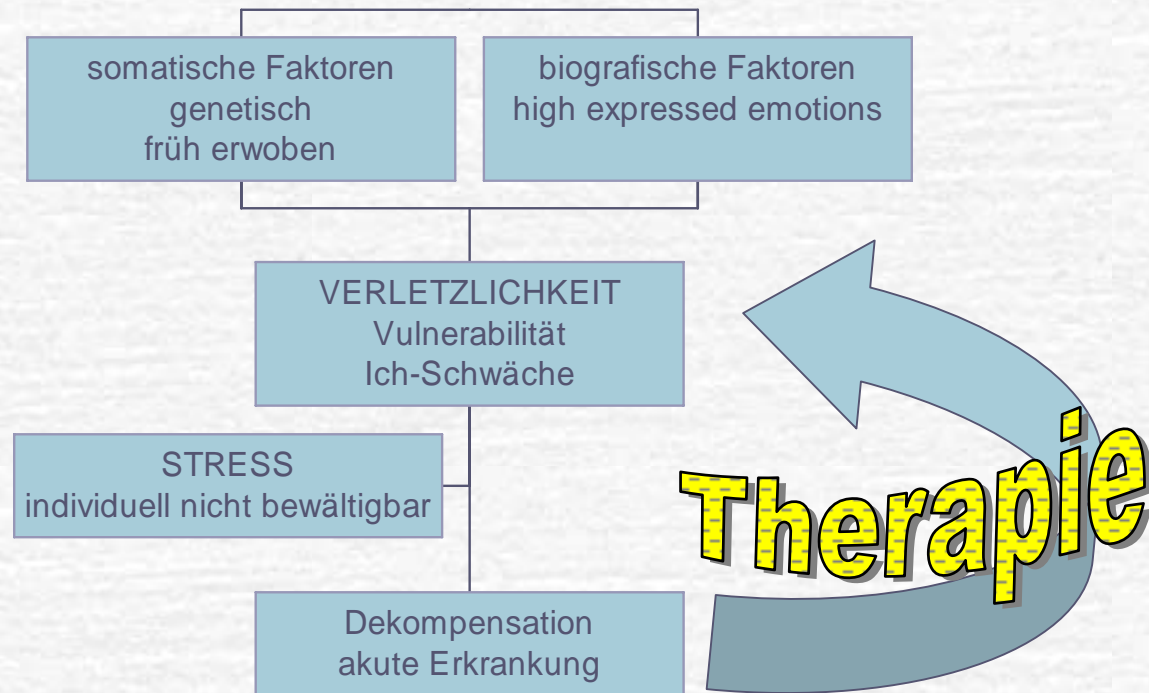 somatische Faktoren
genetisch
früh erwoben
biografische Faktoren
high expressed emotions
VERLETZLICHKEIT
Vulnerabilität
Ich-Schwäche
STRESS
individuell nicht bewältigbar
Therapie
Dekompensation
akute Erkrankung